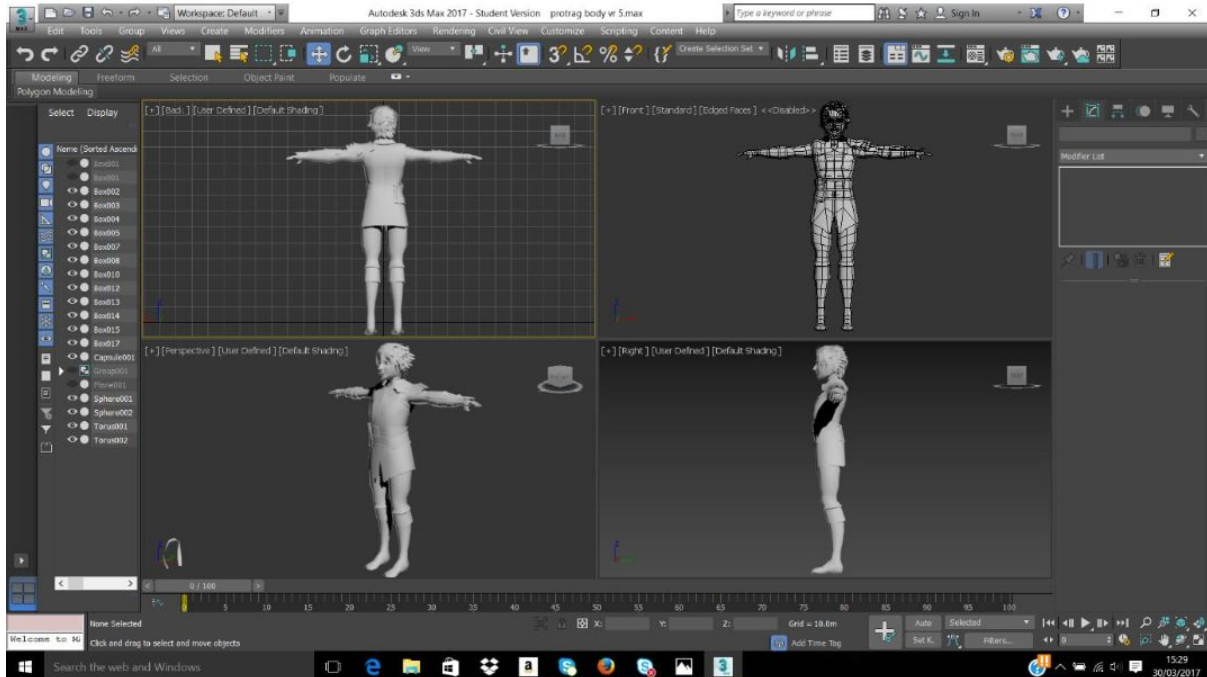 3
MAX
Workspace: Default
Autodesk 3ds Max 2017 - Student Version protrag body vr 5.max
Type a keyword or phrase
Sign In
Edit Tools Group Views Create Modifiers Animation Graph Editors Rendering Civil View Customize Scripting Content Help
All
View
Create Selection Set
Modeling Freeform Selection Object Paint Populate
Polygon Modeling
Select Display
Name (Sorted Ascendi
Box001
Box001
Box002
Box003
Box004
Box005
Box007
Box008
Box010
Box012
Box013
Box014
Box015
Box017
Capsule001
Group001
Plane001
Sphere001
Sphere002
Torus001
Torus002
[+] [Back ] [User Defined ] [Default Shading ]
[+] [Front ] [Standard ] [Edged Faces ] <<Disabled>>
[+] [Perspective ] [User Defined ] [Default Shading ]
[+] [Right ] [User Defined ] [Default Shading ]
Modifier List
0 / 100
0 5 10 15 20 25 30 35 40 45 50 55 60 65 70 75 80 85 90 95 100
None Selected
X: Y: Z: Grid = 10.0m
Auto Selected
Welcome to M
Click and drag to select and move objects
Add Time Tag
Set K. Filters...
0
Search the web and Windows
15:29
30/03/2017